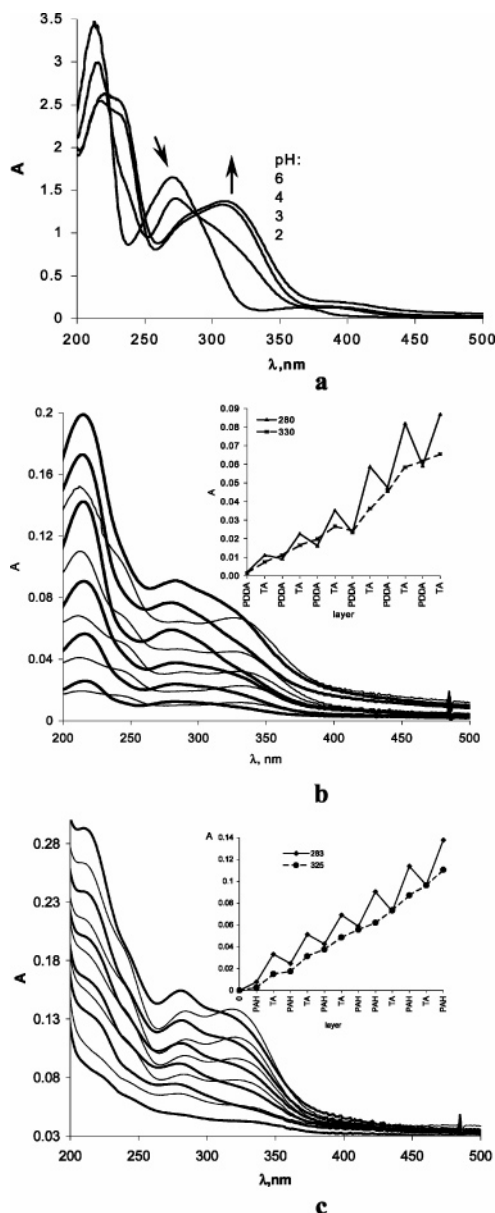 3.5
3
2.5
2
1.5
1
0.5
0
A
pH:
6
4
3
2
200 250 300 350 400 450 500
λ,nm
a
0.2
0.16
0.12
0.08
0.04
0
A
0.09
0.08
0.07
0.06
0.05
0.04
0.03
0.02
0.01
0.00
A
280
330
PDDA TA PDDA TA PDDA TA PDDA TA PDDA TA PDDA TA
layer
200 250 300 350 400 450 500
λ, nm
b
0.28
0.23
0.18
0.13
0.08
0.03
A
A
0.14
0.12
0.1
0.08
0.06
0.04
0.02
0
283
325
0 PAH TA PAH TA PAH TA PAH TA PAH TA PAH
layer
200 250 300 350 400 450 500
λ,nm
c